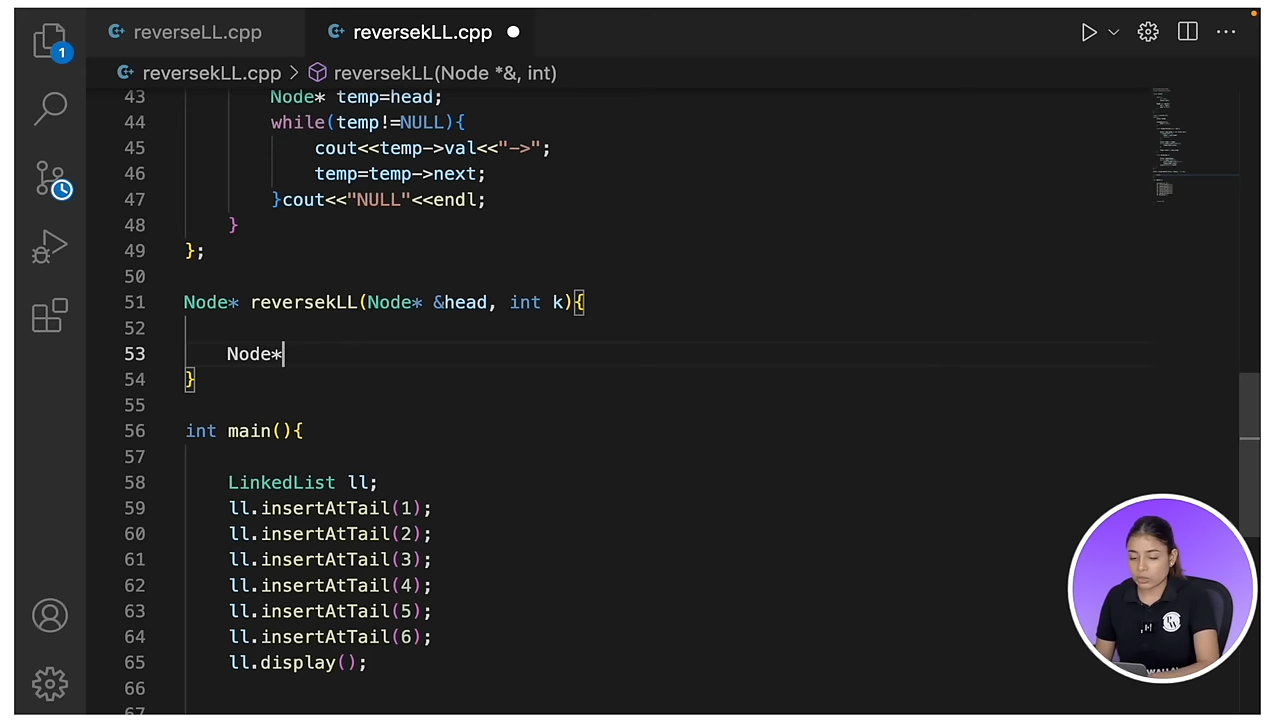 1
reverseLL.cpp
reversekLL.cpp
reversekLL.cpp > reversekLL(Node *&, int)
43 Node* temp=head;
44 while(temp!=NULL){
45 cout<<temp->val<<"->";
46 temp=temp->next;
47 }cout<<"NULL"<<endl;
48 }
49 };
50
51 Node* reversekLL(Node* &head, int k){
52
53 Node*
54 }
55
56 int main(){
57
58 LinkedList ll;
59 ll.insertAtTail(1);
60 ll.insertAtTail(2);
61 ll.insertAtTail(3);
62 ll.insertAtTail(4);
63 ll.insertAtTail(5);
64 ll.insertAtTail(6);
65 ll.display();
66
67
PW